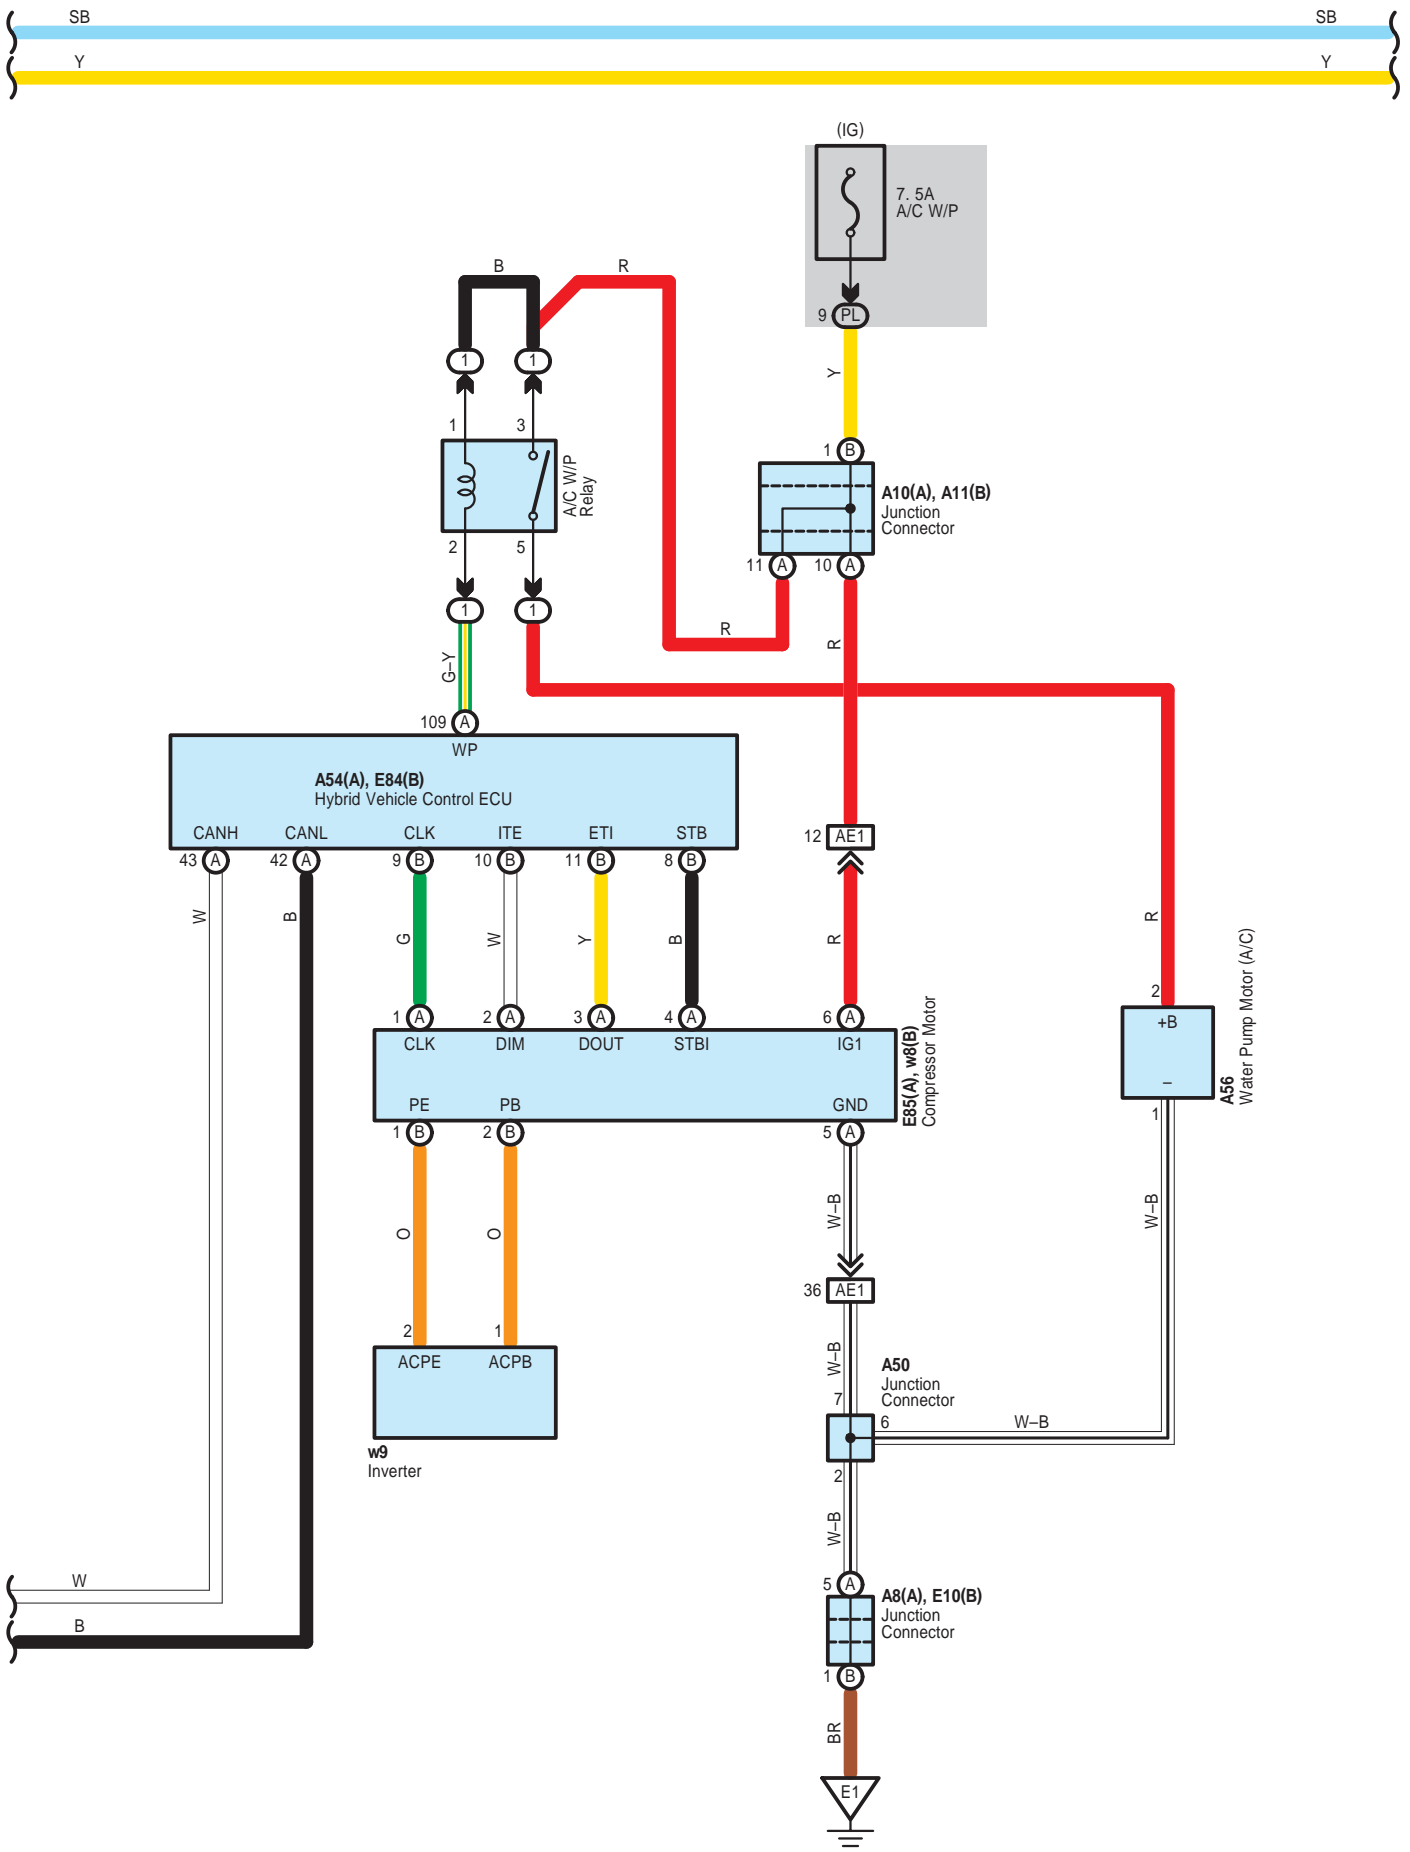 SB SB
Y Y
(IG)
7. 5A
A/C W/P
9 PL
B R
1 1
Y
1 3
A/C W/P
Relay
2 5
1 1
1 B
A10(A), A11(B)
Junction
Connector
11 A 10 A
R
R
G–Y
109 A
WP
A54(A), E84(B)
Hybrid Vehicle Control ECU
CANH CANL CLK ITE ETI STB
43 A 42 A 9 B 10 B 11 B 8 B
12 AE1
W B G W Y B R R
1 A 2 A 3 A 4 A 6 A
CLK DIM DOUT STBI IG1
PE PB GND
E85(A), w8(B)
Compressor Motor
2
+B
–
1
A56
Water Pump Motor (A/C)
1 B 2 B 5 A
O O W–B W–B
36 AE1
2 1
ACPE ACPB
w9
Inverter
W–B
A50
Junction
Connector
7
6 W–B
2
W–B
W
B
5 A
A8(A), E10(B)
Junction
Connector
1 B
BR
E1